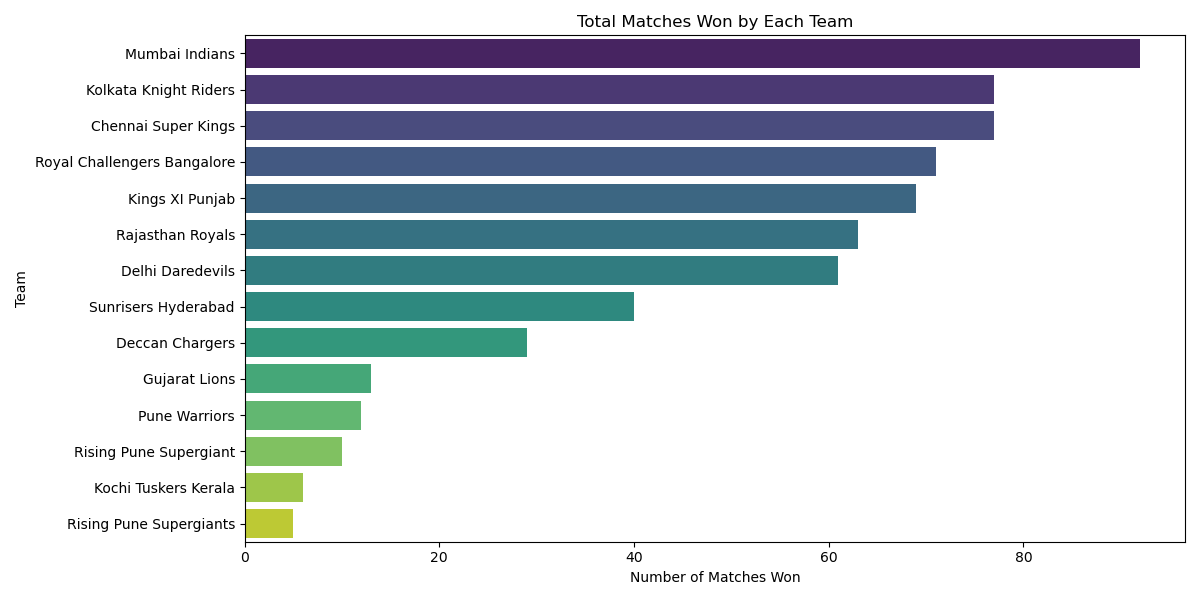 Total Matches Won by Each Team
Team
Mumbai Indians
Kolkata Knight Riders
Chennai Super Kings
Royal Challengers Bangalore
Kings XI Punjab
Rajasthan Royals
Delhi Daredevils
Sunrisers Hyderabad
Deccan Chargers
Gujarat Lions
Pune Warriors
Rising Pune Supergiant
Kochi Tuskers Kerala
Rising Pune Supergiants
0 20 40 60 80
Number of Matches Won